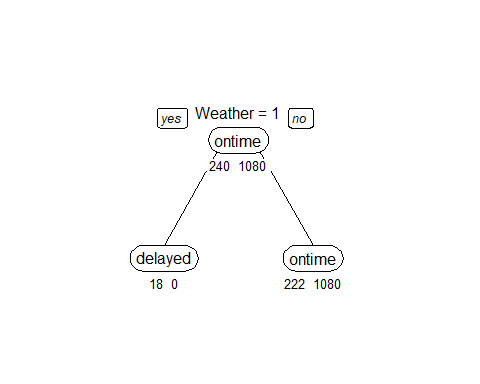 yes Weather = 1 no
ontime
240 1080
delayed ontime
18 0 222 1080